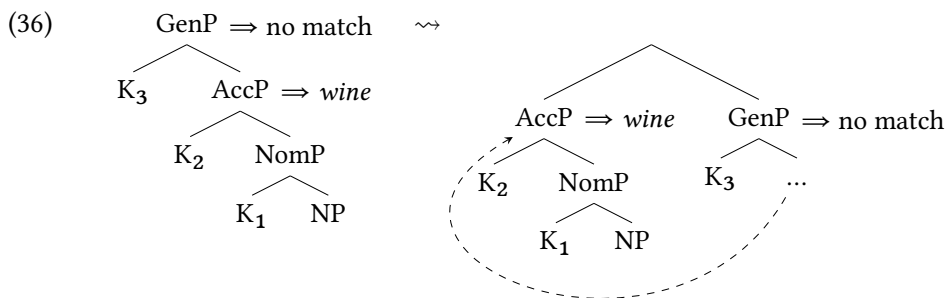 (36) GenP ⇒ no match ⇝
K₃ AccP ⇒ wine AccP ⇒ wine GenP ⇒ no match
K₂ NomP K₂ NomP K₃ ...
K₁ NP K₁ NP